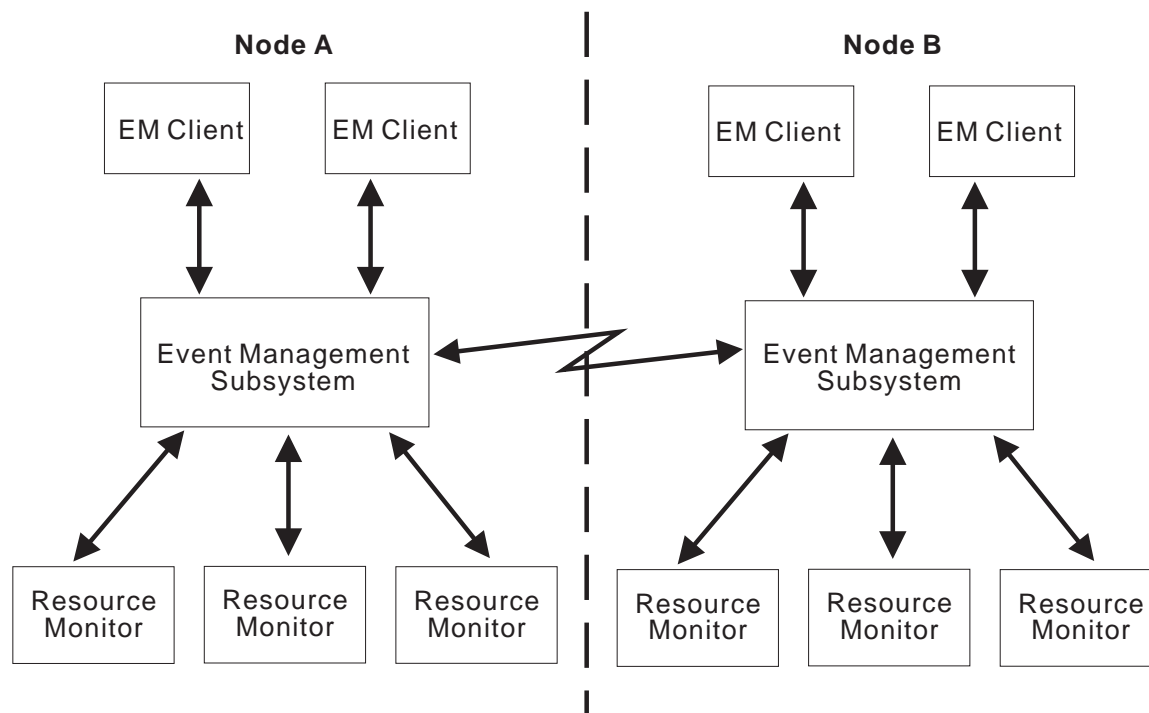 Node A
EM Client
EM Client
Event Management
Subsystem
Resource
Monitor
Resource
Monitor
Resource
Monitor
Node B
EM Client
EM Client
Event Management
Subsystem
Resource
Monitor
Resource
Monitor
Resource
Monitor